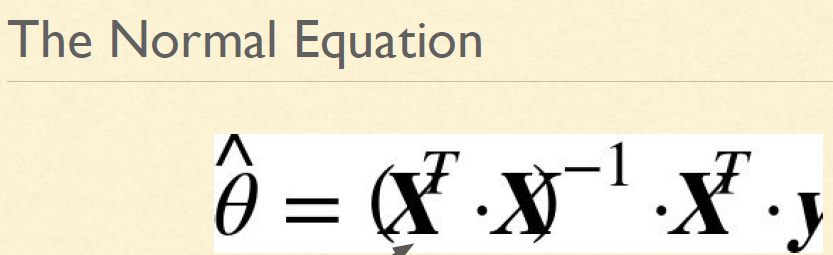 The Normal Equation
θ̂ = (X^T · X)^−1 · X^T · y